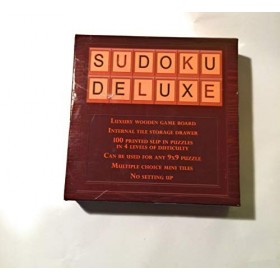 SUDOKU
DELUXE
LUXURY WOODEN GAME BOARD
INTERNAL TILE STORAGE DRAWER
100 PRINTED SLIP IN PUZZLES
IN 4 LEVELS OF DIFFICULTY
CAN BE USED FOR ANY 9X9 PUZZLE
MULTIPLE CHOICE MINI TILES
NO SETTING UP